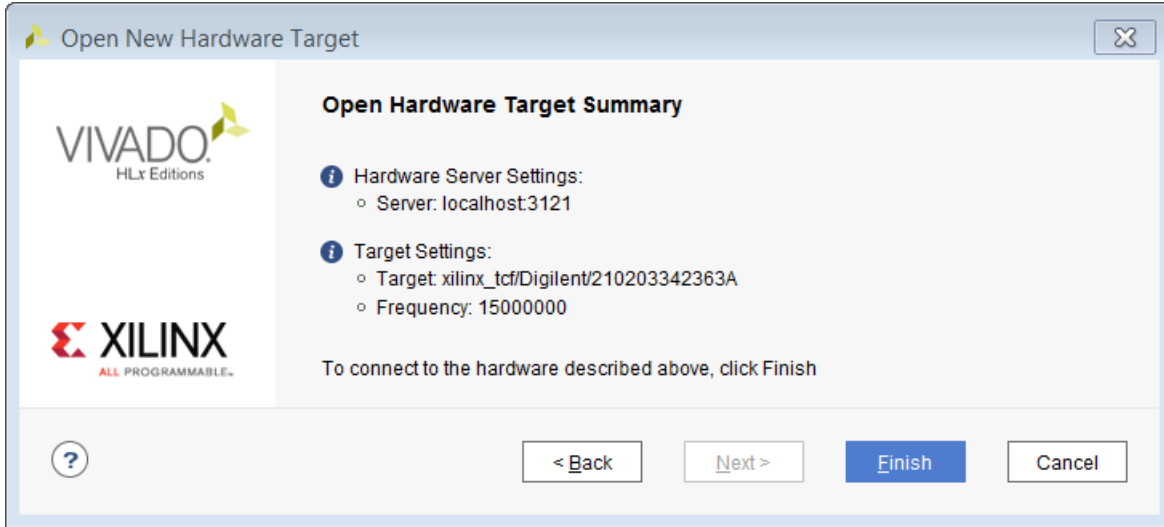 Open New Hardware Target
VIVADO.
HLx Editions
Open Hardware Target Summary
Hardware Server Settings:
Server: localhost:3121
Target Settings:
Target: xilinx_tcf/Digilent/210203342363A
Frequency: 15000000
XILINX
ALL PROGRAMMABLE™
To connect to the hardware described above, click Finish
?
< Back
Next >
Finish
Cancel